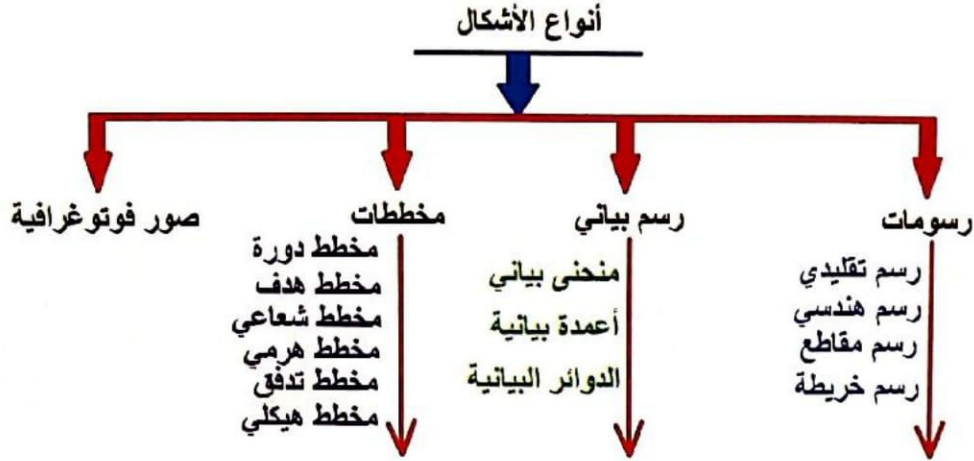 أنواع الأشكال
رسومات
رسم تقليدي
رسم هندسي
رسم مقاطع
رسم خريطة
رسم بياني
منحنى بياني
أعمدة بيانية
الدوائر البيانية
مخططات
مخطط دورة
مخطط هدف
مخطط شعاعي
مخطط هرمي
مخطط تدفق
مخطط هيكلي
صور فوتوغرافية